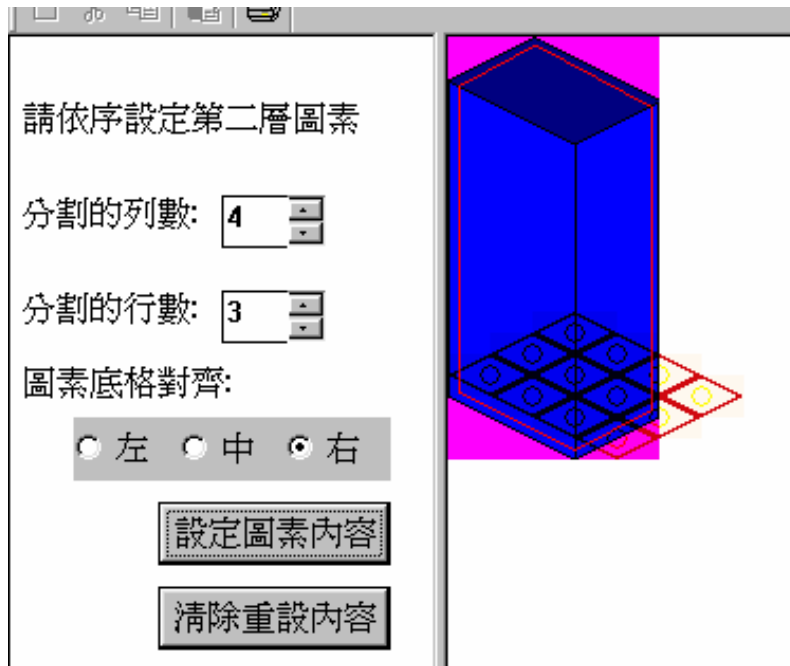 請依序設定第二層圖素
分割的列數: 4
分割的行數: 3
圖素底格對齊:
左 中 右
設定圖素內容
清除重設內容